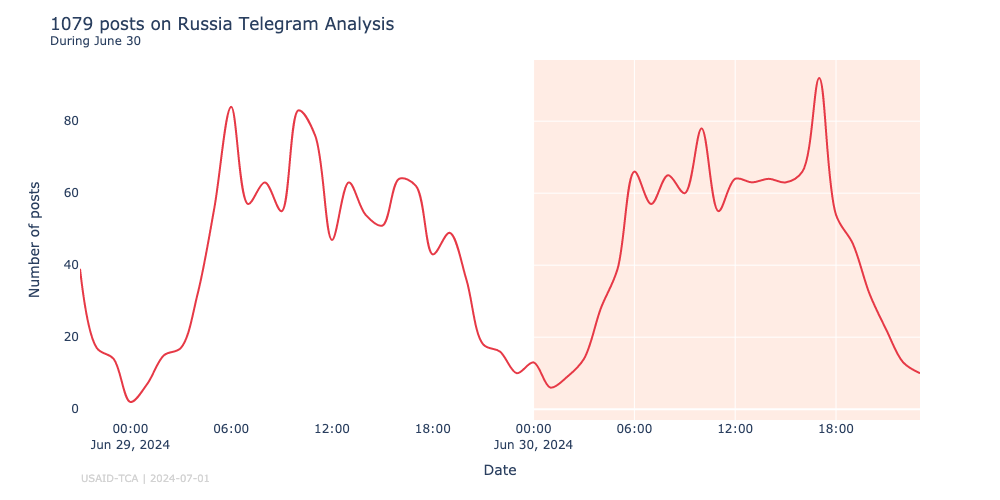 1079 posts on Russia Telegram Analysis
During June 30
Number of posts
80
60
40
20
0
00:00 06:00 12:00 18:00 00:00 06:00 12:00 18:00
Jun 29, 2024 Jun 30, 2024
Date
USAID-TCA | 2024-07-01